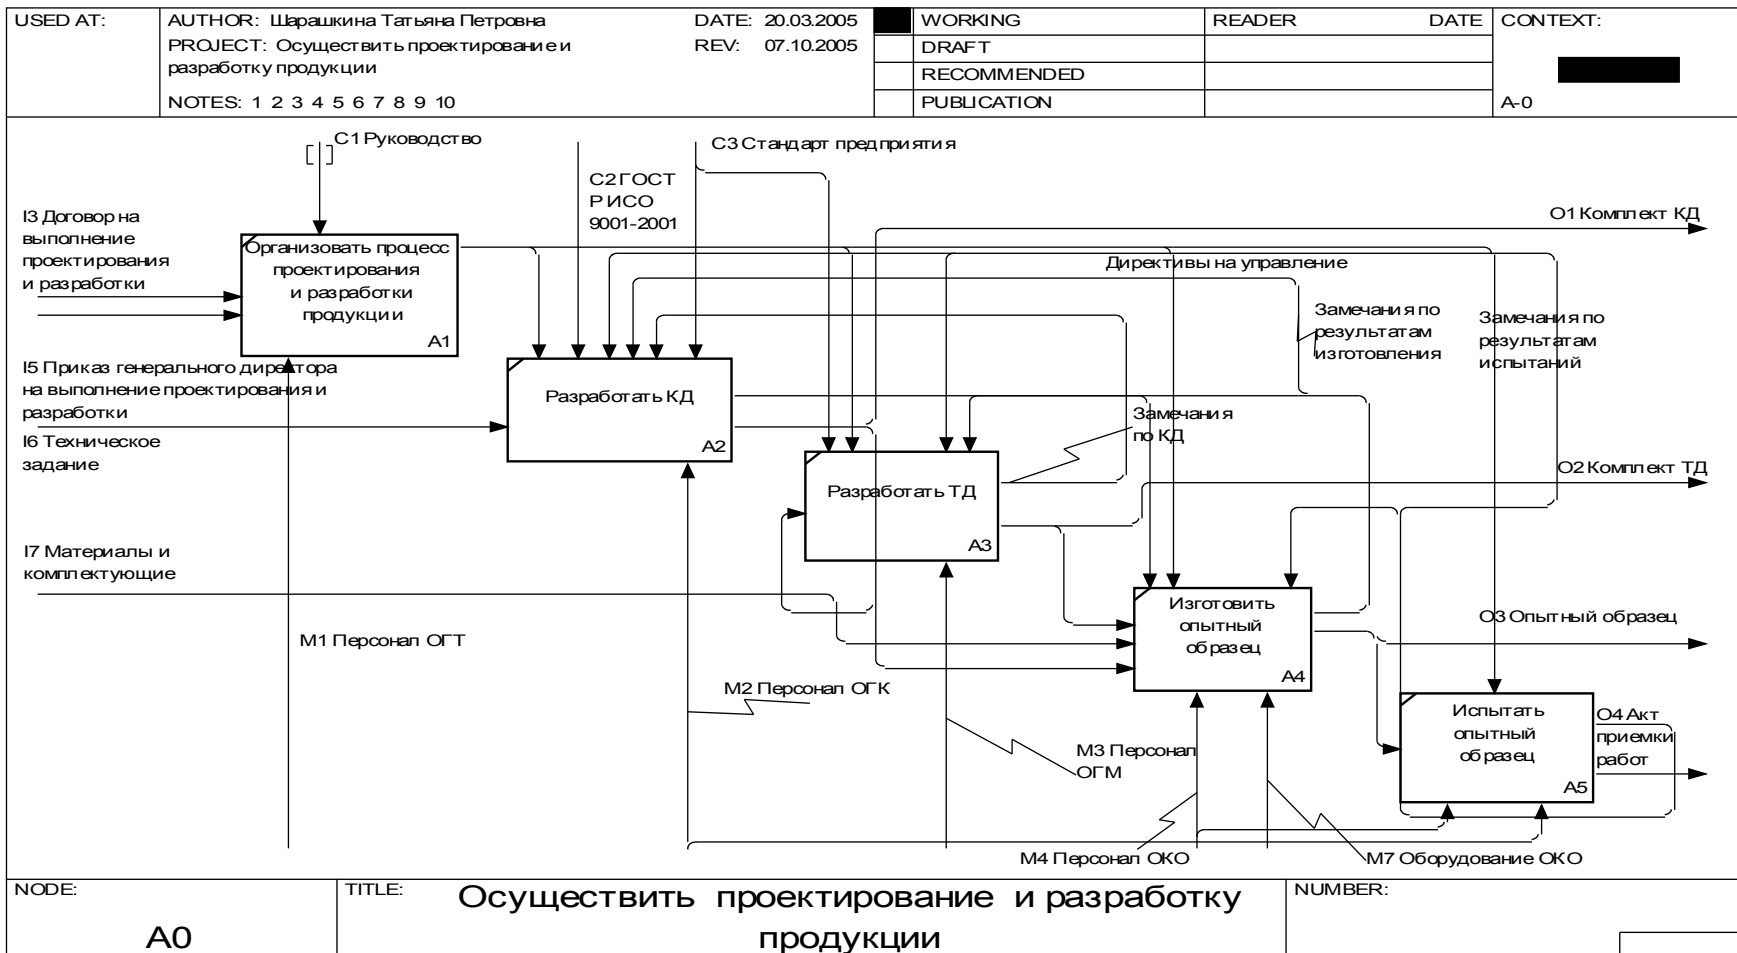 USED AT:
AUTHOR: Шарашкина Татьяна Петровна
DATE: 20.03.2005
PROJECT: Осуществить проектирование и
REV: 07.10.2005
разработку продукции
NOTES: 1 2 3 4 5 6 7 8 9 10
WORKING
DRAFT
RECOMMENDED
PUBLICATION
READER DATE
CONTEXT:
A-0
C1 Руководство
C3 Стандарт предприятия
C2 ГОСТ
Р ИСО
9001-2001
I3 Договор на
выполнение
проектирования
и разработки
Организовать процесс
проектирования
и разработки
продукции
A1
O1 Комплект КД
Директивы на управление
Замечания по
результатам
изготовления
Замечания по
результатам
испытаний
I5 Приказ генерального директора
на выполнение проектирования и
разработки
I6 Техническое
задание
Разработать КД
A2
Замечания
по КД
O2 Комплект ТД
Разработать ТД
A3
I7 Материалы и
комплектующие
Изготовить
опытный
образец
A4
O3 Опытный образец
M1 Персонал ОГТ
M2 Персонал ОГК
M3 Персонал
ОГМ
Испытать
опытный
образец
A5
O4 Акт
приемки
работ
M4 Персонал ОКО
M7 Оборудование ОКО
NODE:
A0
TITLE:
Осуществить проектирование и разработку
продукции
NUMBER: